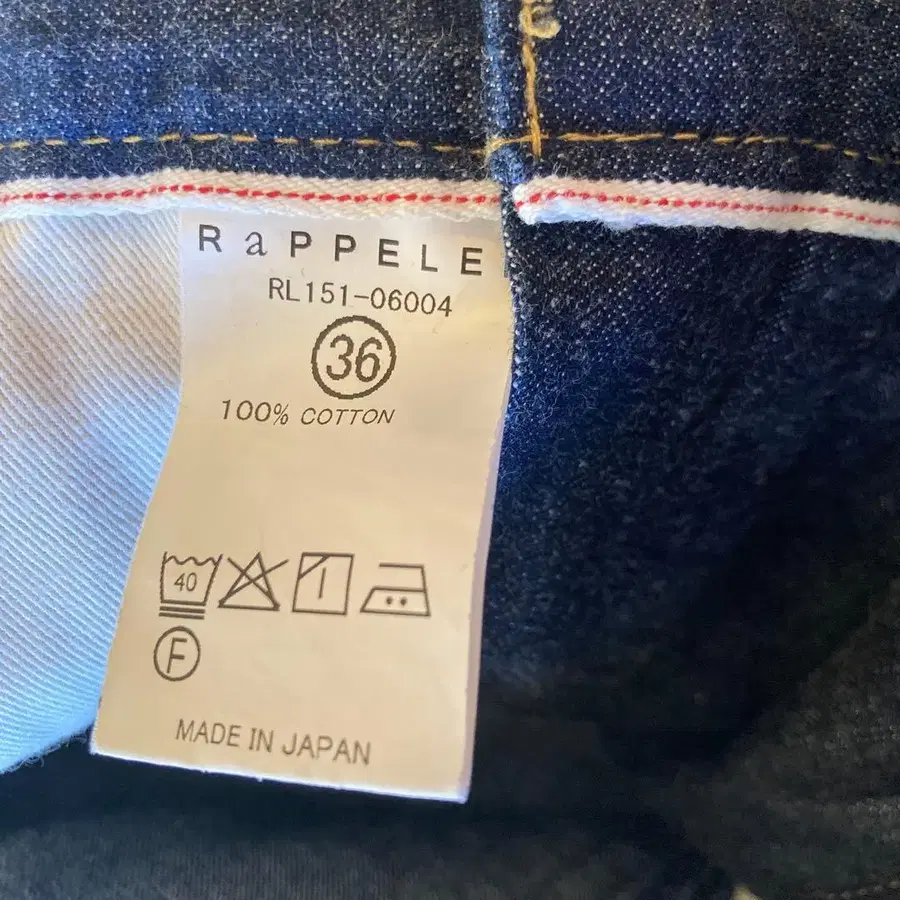 RaPPELE
RL151-06004
36
100% COTTON
40
F
MADE IN JAPAN